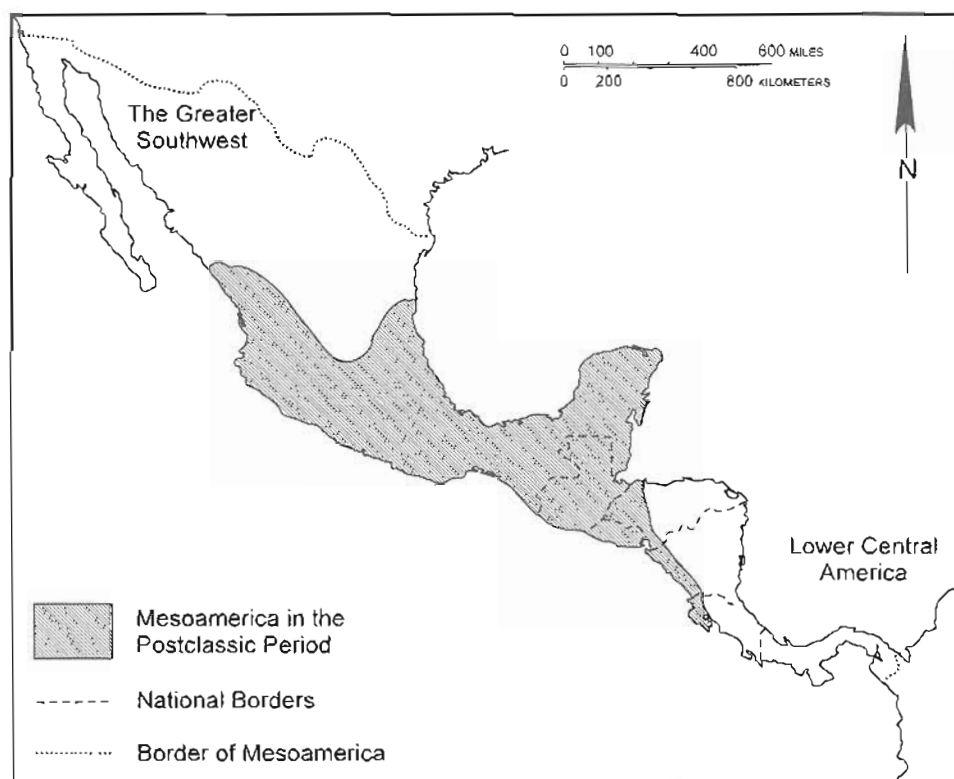 0 100 400 600 MILES
0 200 800 KILOMETERS
The Greater
Southwest
N
Lower Central
America
Mesoamerica in the
Postclassic Period
National Borders
Border of Mesoamerica